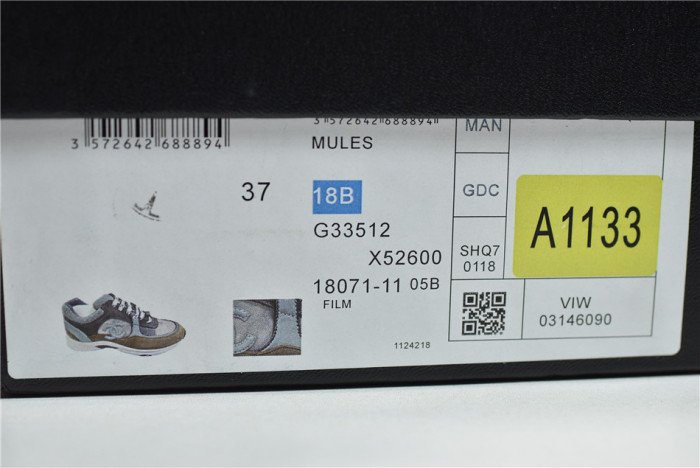 3 572642 688894
3 572642 688894
MULES
37
18B
G33512
X52600
18071-11 05B
FILM
1124218
MAN
GDC
SHQ7
0118
A1133
VIW
03146090